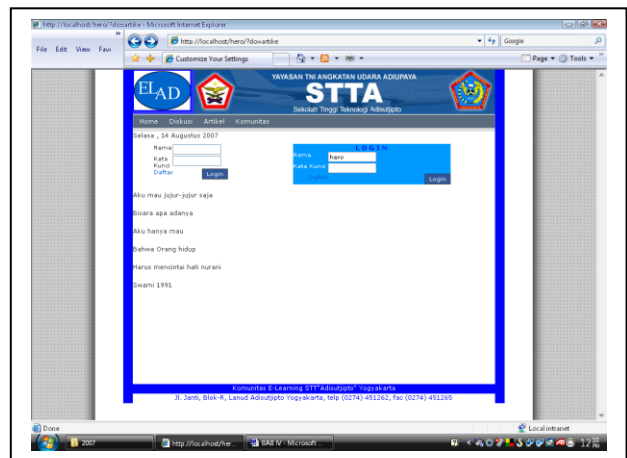 http://localhost/hero/?do=artike - Microsoft Internet Explorer
File Edit View Favi
http://localhost/hero/?do=artike
Google
Customize Your Settings
Page Tools
ELAD
YAYASAN TNI ANGKATAN UDARA ADIUPAYA
STTA
Sekolah Tinggi Teknologi Adisutjipto
Home Diskusi Artikel Komunitas
Selasa , 14 Augustus 2007
Nama
Kata Kunci
Daftar
Login
LOGIN
Nama hero
Kata Kunci
Daftar
Login
Aku mau jujur-jujur saja
Bicara apa adanya
Aku hanya mau
Bahwa Orang hidup
Harus mencintai hati nurani
Swami 1991
Komunitas E-Learning STT"Adisutjipto" Yogyakarta
Jl. Janti, Blok-R, Lanud Adisutjipto Yogyakarta, telp (0274) 451262, fac (0274) 451265
Done
Local intranet
2007
http://localhost/her...
BAB IV - Microsoft ...